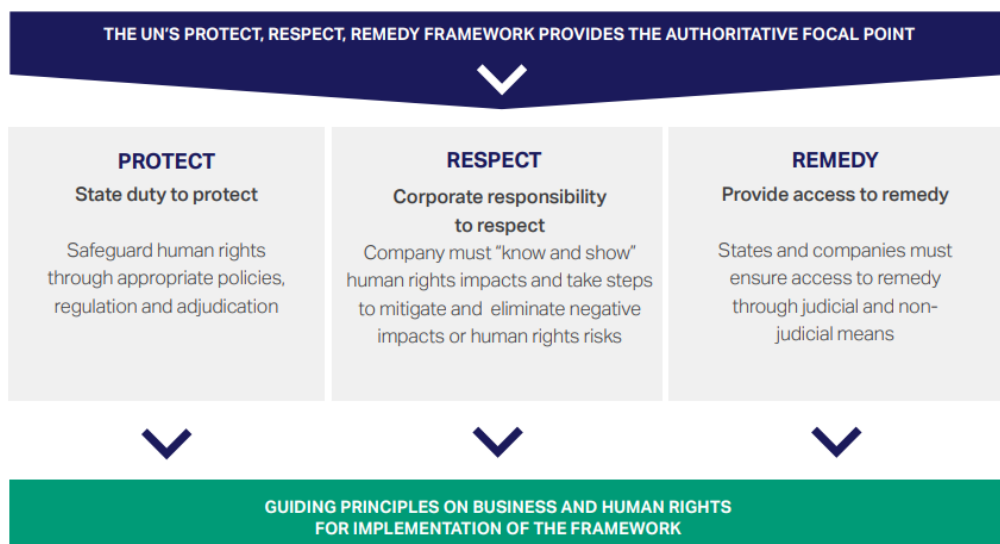 THE UN'S PROTECT, RESPECT, REMEDY FRAMEWORK PROVIDES THE AUTHORITATIVE FOCAL POINT
PROTECT
State duty to protect
Safeguard human rights
through appropriate policies,
regulation and adjudication
RESPECT
Corporate responsibility
to respect
Company must “know and show”
human rights impacts and take steps
to mitigate and eliminate negative
impacts or human rights risks
REMEDY
Provide access to remedy
States and companies must
ensure access to remedy
through judicial and non-
judicial means
GUIDING PRINCIPLES ON BUSINESS AND HUMAN RIGHTS
FOR IMPLEMENTATION OF THE FRAMEWORK